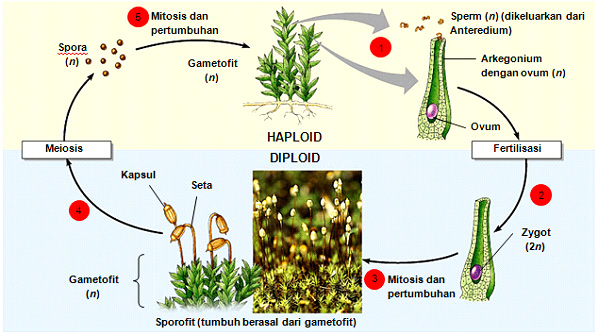 5
Mitosis dan
pertumbuhan
Spora
(n)
Gametofit
(n)
1
Sperm (n) (dikeluarkan dari
Anteredium)
Arkegonium
dengan ovum (n)
Ovum
HAPLOID
Meiosis
DIPLOID
Fertilisasi
Kapsul
Seta
4
2
Zygot
(2n)
Gametofit
(n)
3
Mitosis dan
pertumbuhan
Sporofit (tumbuh berasal dari gametofit)